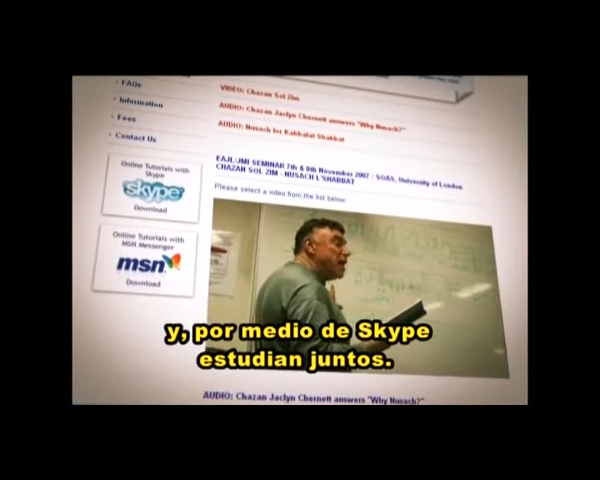 FAQs
Information
Fees
Contact Us
VIDEO: Chazan Sol Zim
AUDIO: Chazan Jaclyn Chernett answers "Why Nusach?"
AUDIO: Nusach for Kabbalat Shabbat
EAJL/JMI SEMINAR 7th & 8th November 2007 / SOAS, University of London
CHAZAN SOL ZIM - NUSACH L'SHABBAT
Please select a video from the list below
Online Tutorials with
Skype
skype
Download
Online Tutorials with
MSN Messenger
msn
Download
y, por medio de Skype
estudian juntos.
AUDIO: Chazan Jaclyn Chernett answers "Why Nusach?"